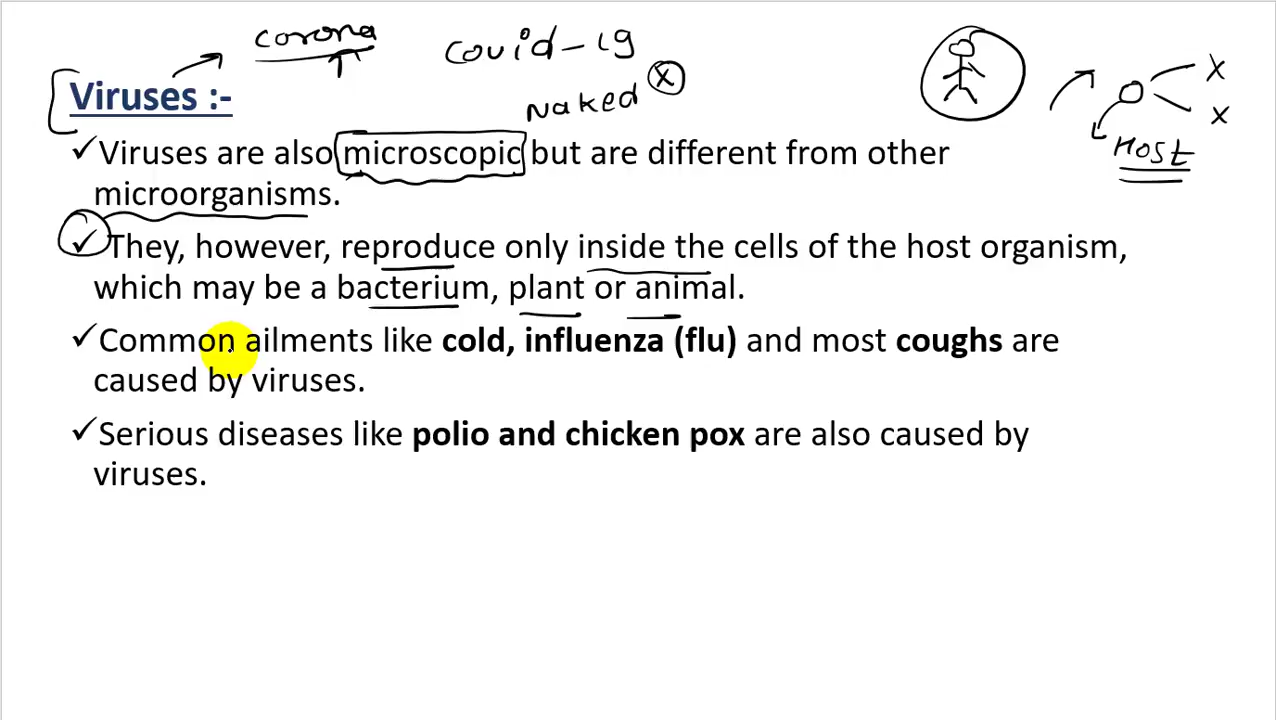 corona
covid-19
Naked x
Viruses :-
x
x
HOST
✓Viruses are also microscopic but are different from other
microorganisms.
✓They, however, reproduce only inside the cells of the host organism,
which may be a bacterium, plant or animal.
✓Common ailments like cold, influenza (flu) and most coughs are
caused by viruses.
✓Serious diseases like polio and chicken pox are also caused by
viruses.